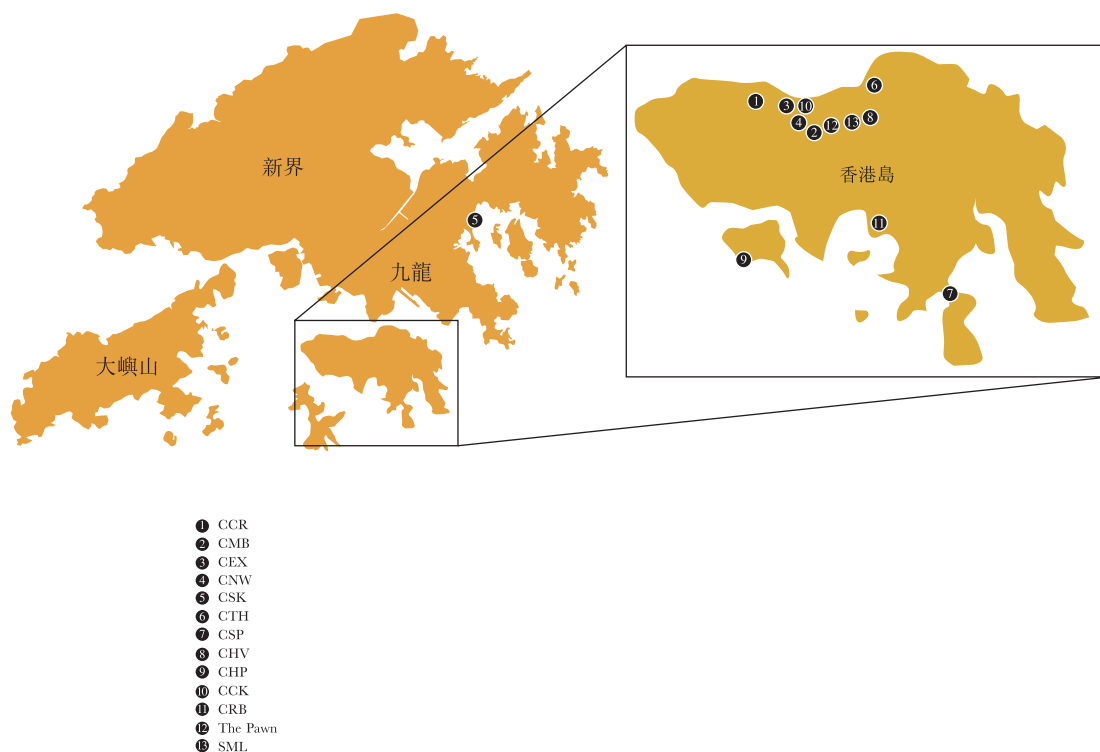 新界
九龍
大嶼山
香港島
1
3
10
4
2
12
13
8
6
11
9
7
5
1 CCR
2 CMB
3 CEX
4 CNW
5 CSK
6 CTH
7 CSP
8 CHV
9 CHP
10 CCK
11 CRB
12 The Pawn
13 SML